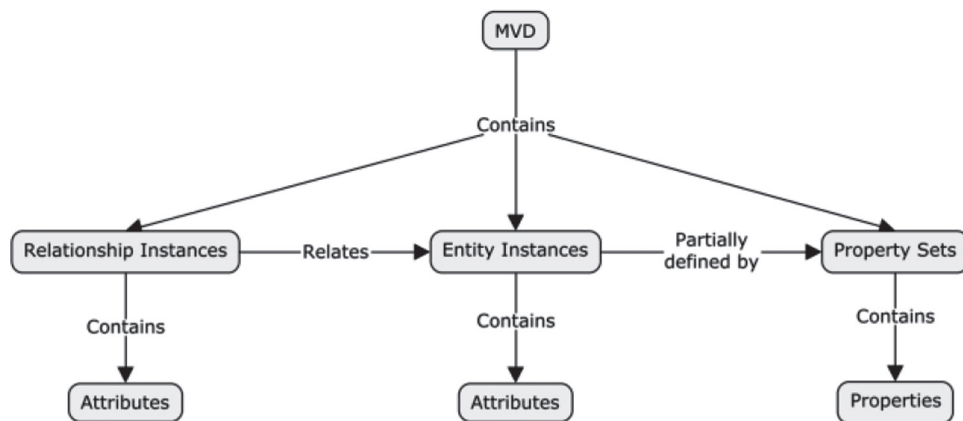 MVD
Contains
Relationship Instances
Relates
Entity Instances
Partially
defined by
Property Sets
Contains
Contains
Contains
Attributes
Attributes
Properties